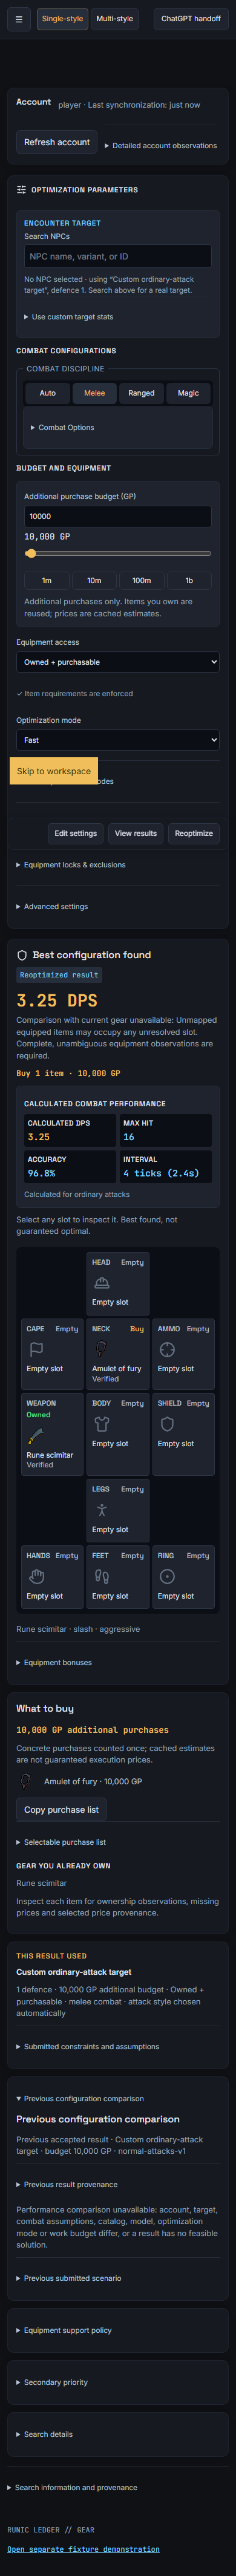 ☰ Single-style Multi-style ChatGPT handoff
Account player · Last synchronization: just now
Refresh account ▶ Detailed account observations
OPTIMIZATION PARAMETERS
ENCOUNTER TARGET
Search NPCs
NPC name, variant, or ID
No NPC selected · using "Custom ordinary-attack
target", defence 1. Search above for a real target.
▶ Use custom target stats
COMBAT CONFIGURATIONS
COMBAT DISCIPLINE
Auto Melee Ranged Magic
▶ Combat Options
BUDGET AND EQUIPMENT
Additional purchase budget (GP)
10000
10,000 GP
1m 10m 100m 1b
Additional purchases only. Items you own are
reused; prices are cached estimates.
Equipment access
Owned + purchasable
✓ Item requirements are enforced
Optimization mode
Fast
Skip to workspace
odes
Edit settings View results Reoptimize
▶ Equipment locks & exclusions
▶ Advanced settings
Best configuration found
Reoptimized result
3.25 DPS
Comparison with current gear unavailable: Unmapped
equipped items may occupy any unresolved slot.
Complete, unambiguous equipment observations are
required.
Buy 1 item · 10,000 GP
CALCULATED COMBAT PERFORMANCE
CALCULATED DPS MAX HIT
3.25 16
ACCURACY INTERVAL
96.8% 4 ticks (2.4s)
Calculated for ordinary attacks
Select any slot to inspect it. Best found, not
guaranteed optimal.
HEAD Empty
Empty slot
CAPE Empty NECK Buy AMMO Empty
Empty slot Amulet of fury Empty slot
Verified
WEAPON BODY Empty SHIELD Empty
Owned
Empty slot Empty slot
Rune scimitar
Verified
LEGS Empty
Empty slot
HANDS Empty FEET Empty RING Empty
Empty slot Empty slot Empty slot
Rune scimitar · slash · aggressive
▶ Equipment bonuses
What to buy
10,000 GP additional purchases
Concrete purchases counted once; cached estimates
are not guaranteed execution prices.
Amulet of fury · 10,000 GP
Copy purchase list
▶ Selectable purchase list
GEAR YOU ALREADY OWN
Rune scimitar
Inspect each item for ownership observations, missing
prices and selected price provenance.
THIS RESULT USED
Custom ordinary-attack target
1 defence · 10,000 GP additional budget · Owned +
purchasable · melee combat · attack style chosen
automatically
▶ Submitted constraints and assumptions
▼ Previous configuration comparison
Previous configuration comparison
Previous accepted result · Custom ordinary-attack
target · budget 10,000 GP · normal-attacks-v1
▶ Previous result provenance
Performance comparison unavailable: account, target,
combat assumptions, catalog, model, optimization
mode or work budget differ, or a result has no feasible
solution.
▶ Previous submitted scenario
▶ Equipment support policy
▶ Secondary priority
▶ Search details
▶ Search information and provenance
RUNIC LEDGER // GEAR
Open separate fixture demonstration